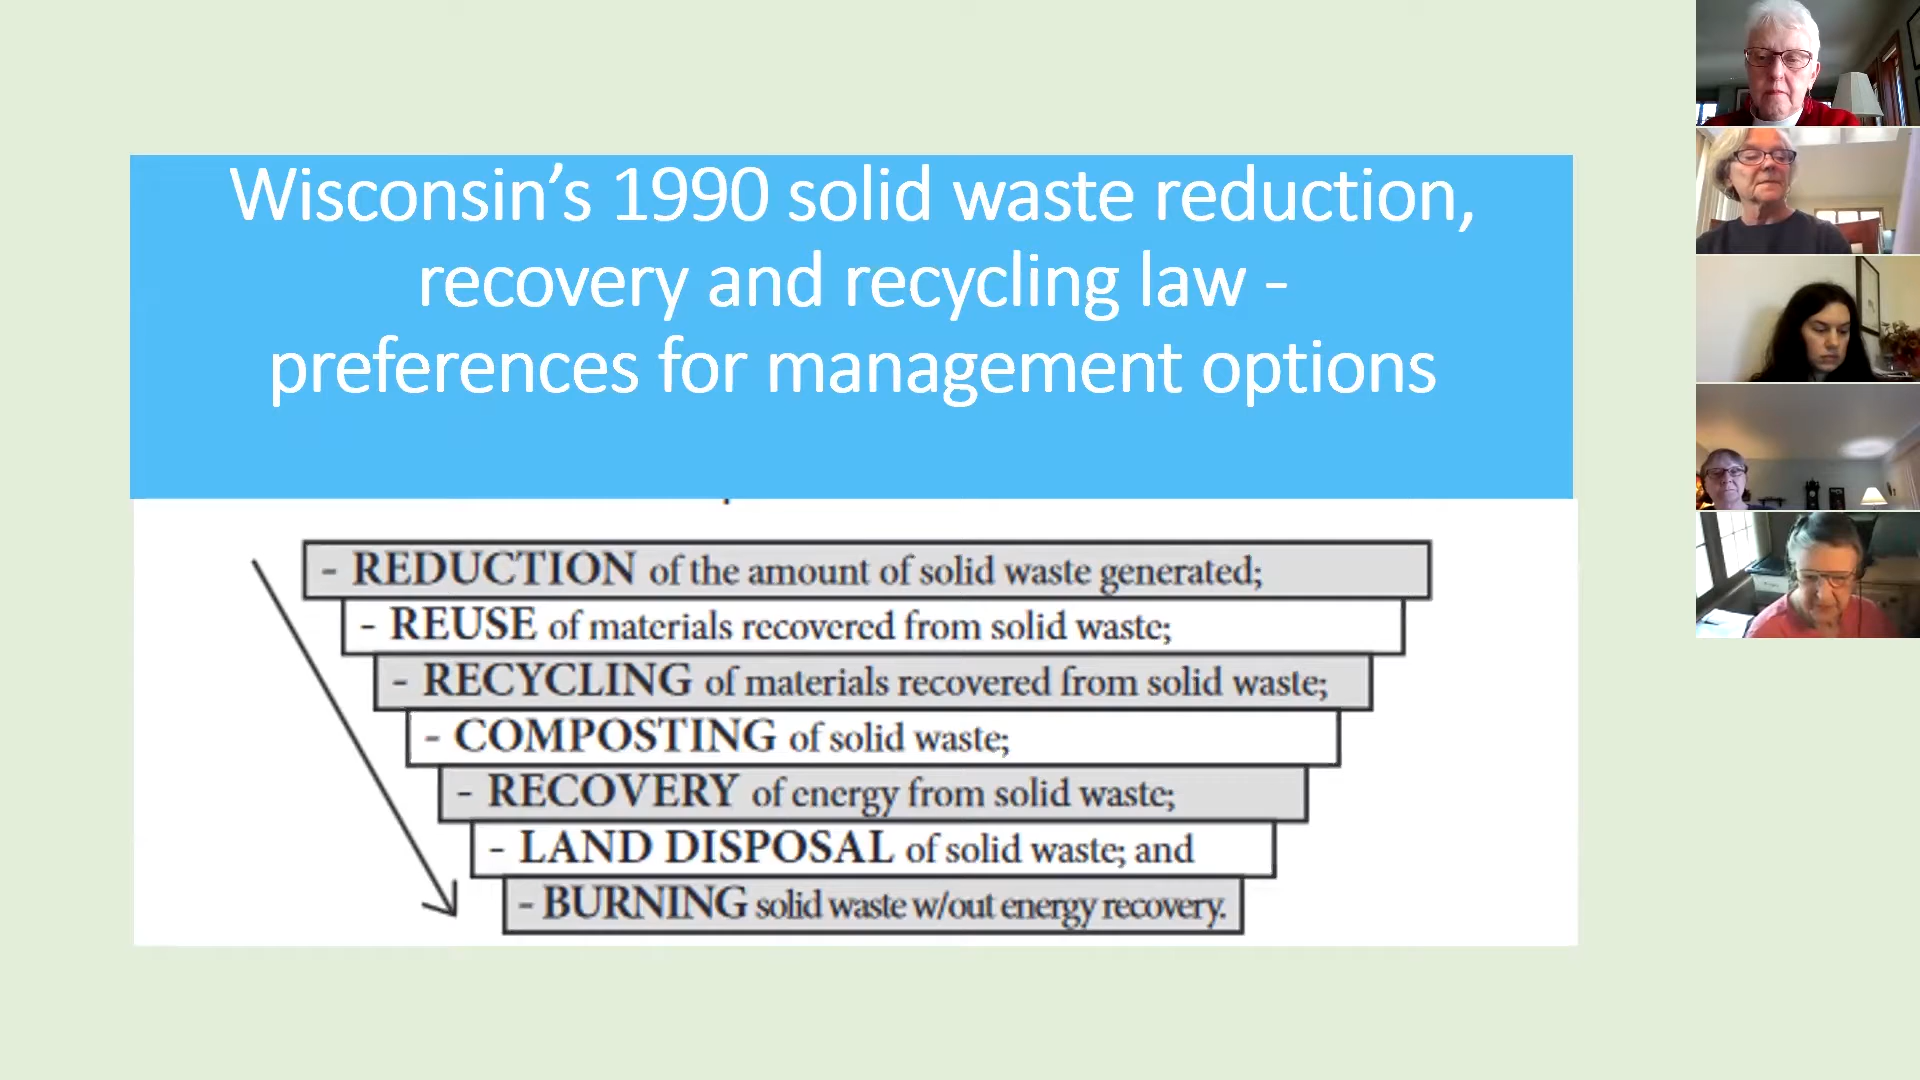 Wisconsin’s 1990 solid waste reduction,
recovery and recycling law -
preferences for management options
- REDUCTION of the amount of solid waste generated;
- REUSE of materials recovered from solid waste;
- RECYCLING of materials recovered from solid waste;
- COMPOSTING of solid waste;
- RECOVERY of energy from solid waste;
- LAND DISPOSAL of solid waste; and
- BURNING solid waste w/out energy recovery.